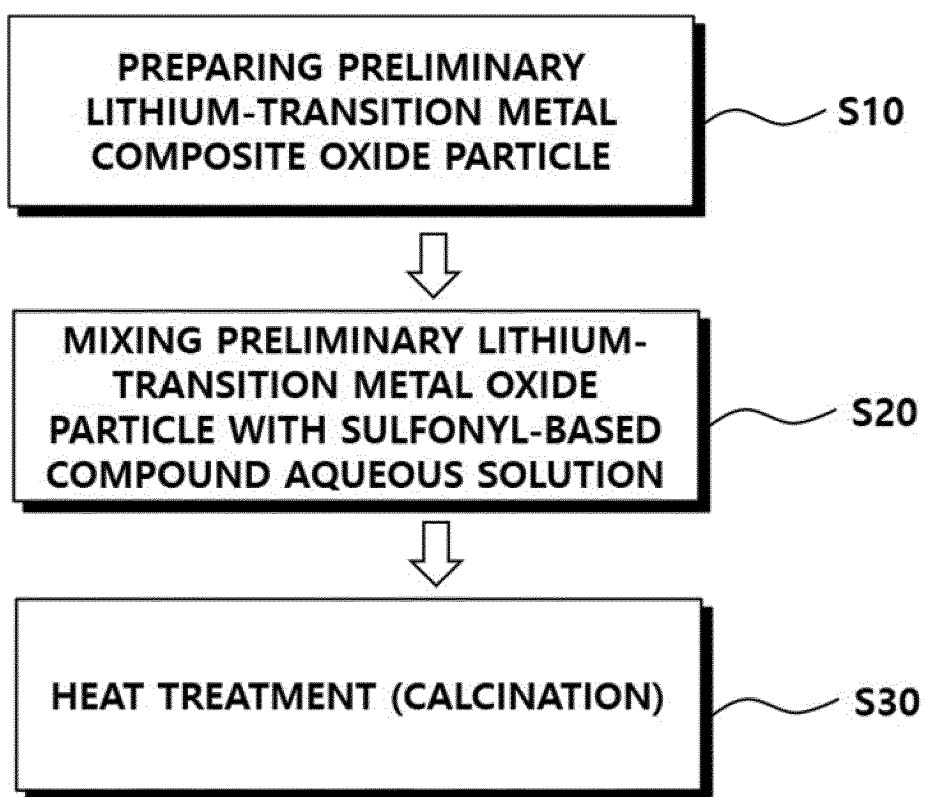 PREPARING PRELIMINARY
LITHIUM-TRANSITION METAL
COMPOSITE OXIDE PARTICLE
S10
MIXING PRELIMINARY LITHIUM-
TRANSITION METAL OXIDE
PARTICLE WITH SULFONYL-BASED
COMPOUND AQUEOUS SOLUTION
S20
HEAT TREATMENT (CALCINATION)
S30